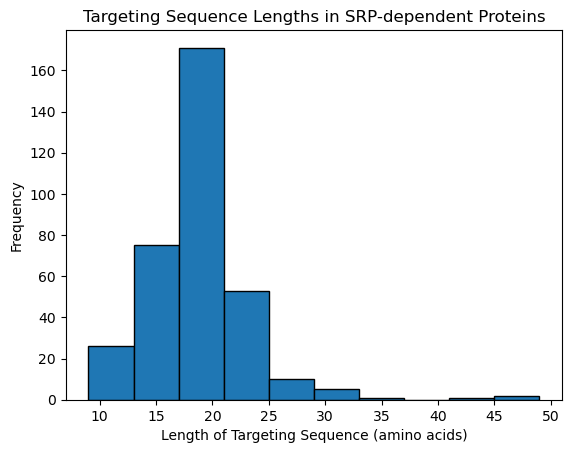 Targeting Sequence Lengths in SRP-dependent Proteins
160
140
120
100
80
60
40
20
0
Frequency
10 15 20 25 30 35 40 45 50
Length of Targeting Sequence (amino acids)